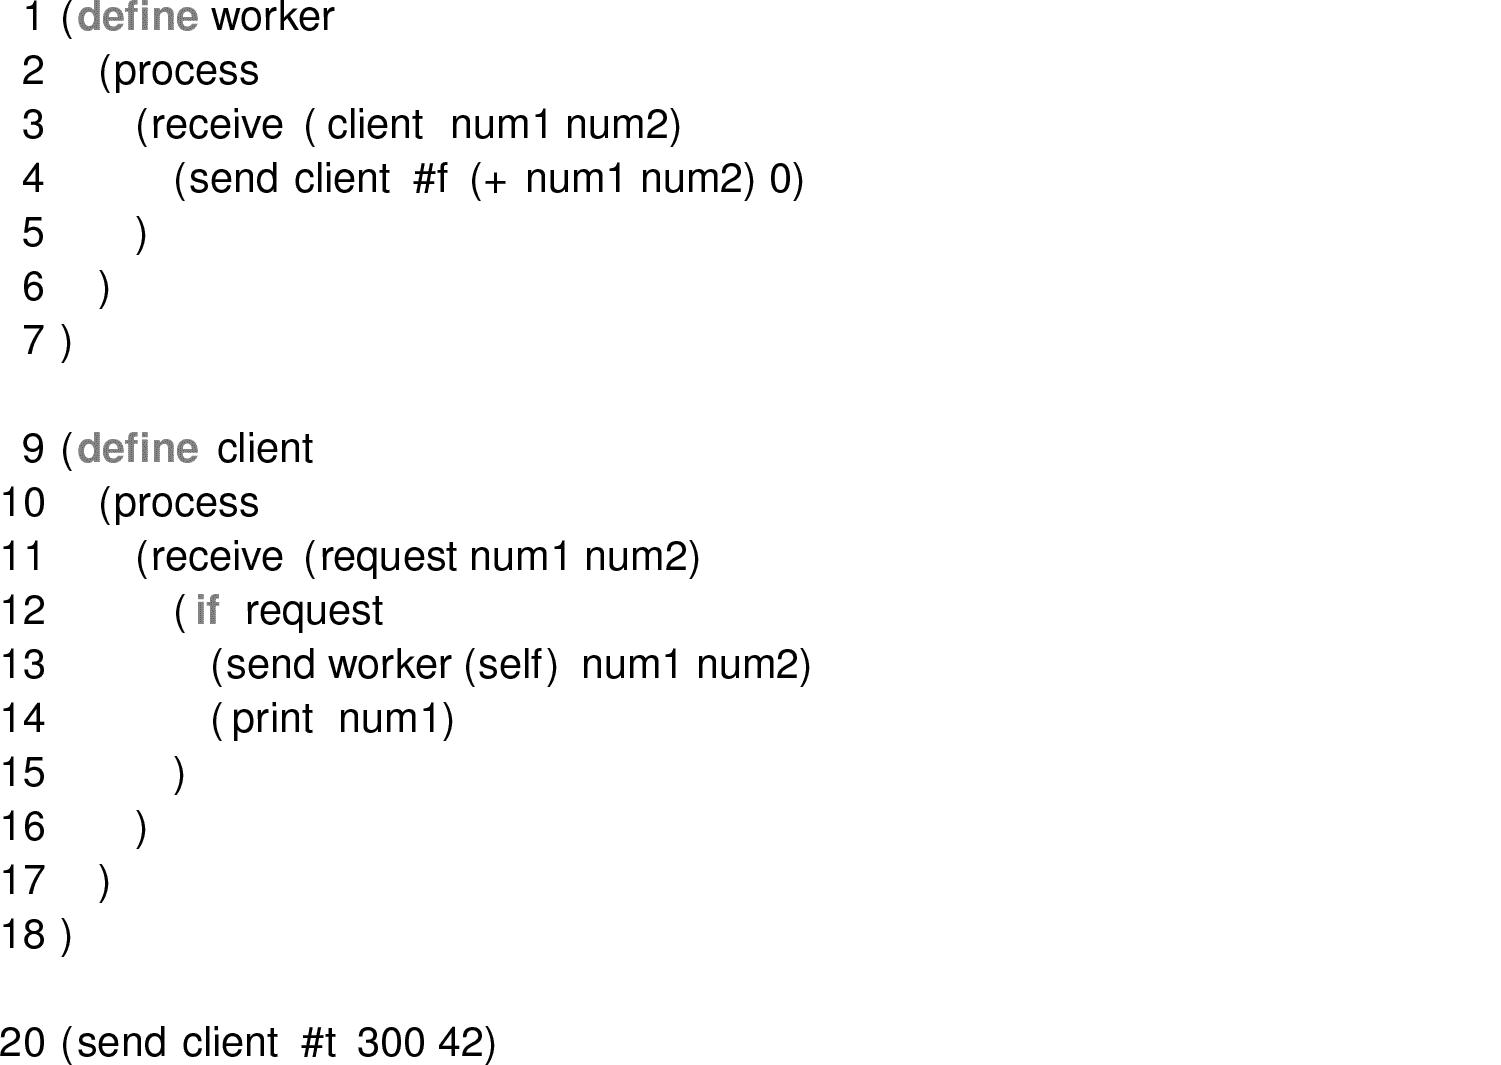 1 (define worker
2 (process
3 (receive ( client num1 num2)
4 (send client #f (+ num1 num2) 0)
5 )
6 )
7 )
9 (define client
10 (process
11 (receive (request num1 num2)
12 ( if request
13 (send worker (self) num1 num2)
14 ( print num1)
15 )
16 )
17 )
18 )
20 (send client #t 300 42)